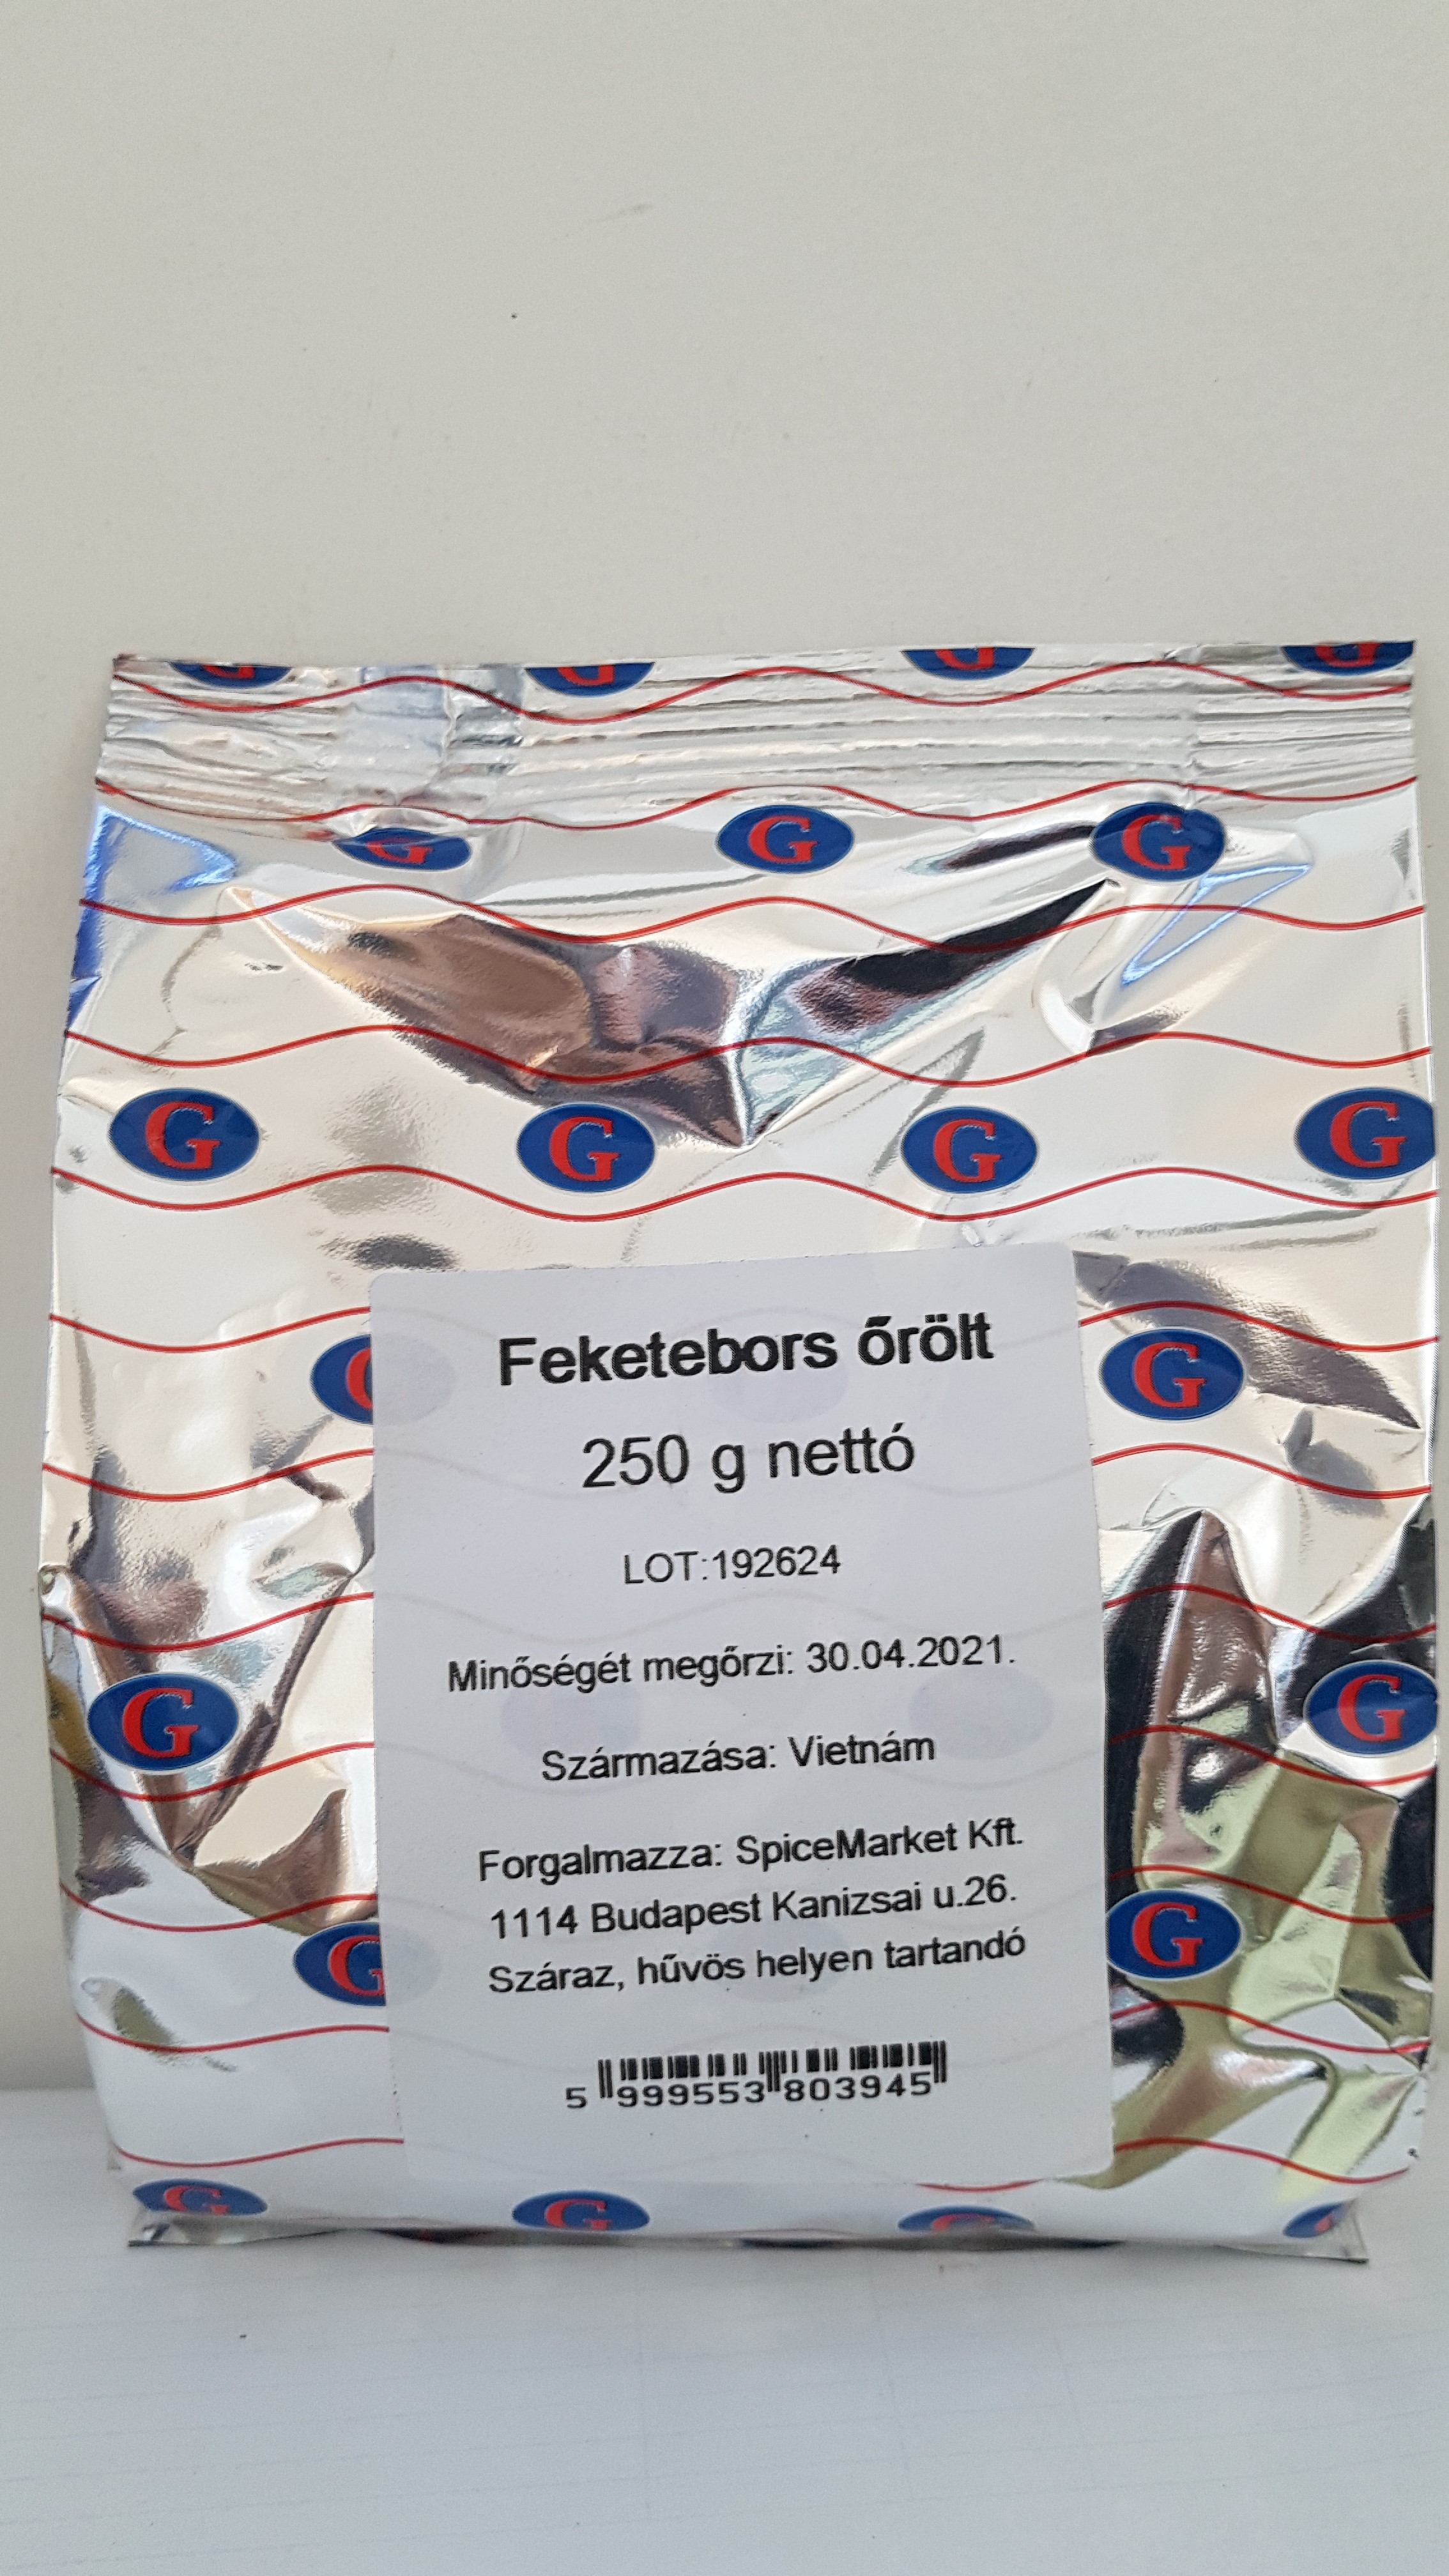 G
G G G
G G G G
Feketebors őrölt
G
250 g nettó
LOT:192624
Minőségét megőrzi: 30.04.2021.
G G
Származása: Vietnám
Forgalmazza: SpiceMarket Kft.
1114 Budapest Kanizsai u.26.
G G
Száraz, hűvös helyen tartandó
5 999553 803945
G G G